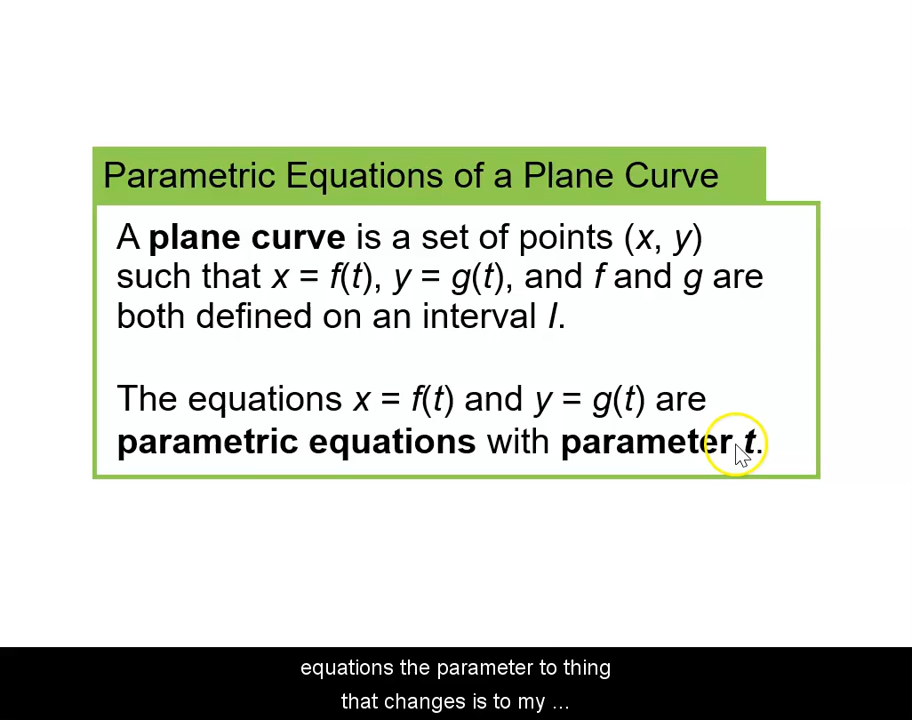 Parametric Equations of a Plane Curve
A plane curve is a set of points (x, y)
such that x = f(t), y = g(t), and f and g are
both defined on an interval I.
The equations x = f(t) and y = g(t) are
parametric equations with parameter t.
equations the parameter to thing
that changes is to my ...